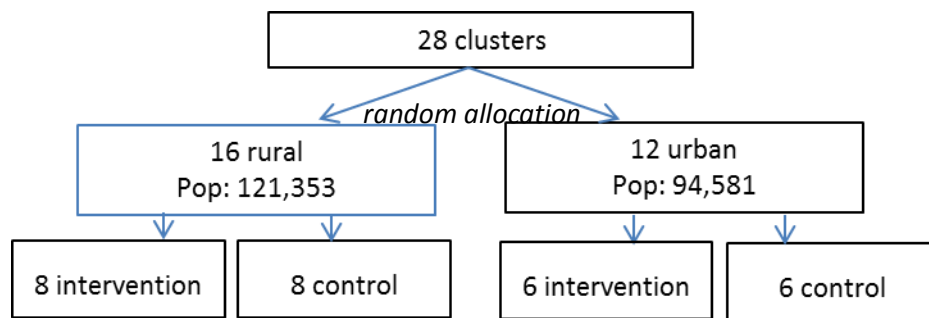 28 clusters
random allocation
16 rural
Pop: 121,353
12 urban
Pop: 94,581
8 intervention
8 control
6 intervention
6 control